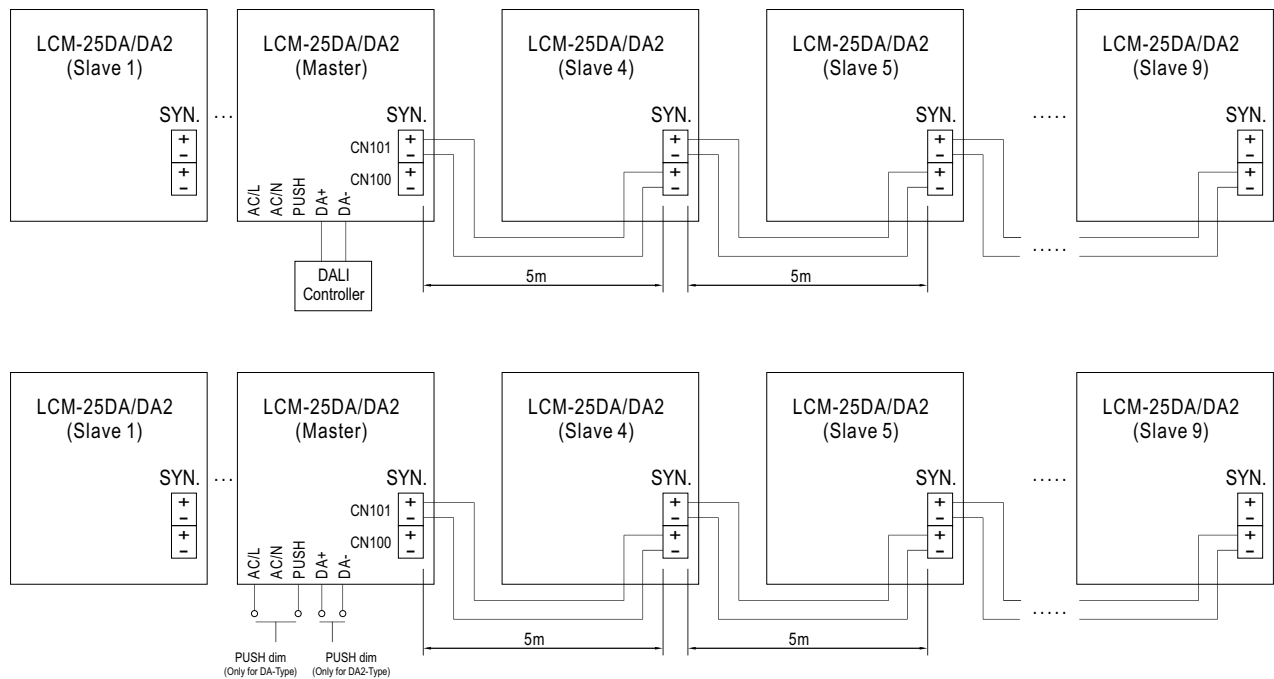 LCM-25DA/DA2
(Slave 1)
LCM-25DA/DA2
(Master)
LCM-25DA/DA2
(Slave 4)
LCM-25DA/DA2
(Slave 5)
LCM-25DA/DA2
(Slave 9)
SYN.
...
SYN.
SYN.
SYN.
.....
SYN.
+
-
+
-
CN101
CN100
+
-
+
-
+
-
+
-
+
-
+
-
+
-
+
-
AC/L
AC/N
PUSH
DA+
DA-
.....
DALI
Controller
5m
5m
LCM-25DA/DA2
(Slave 1)
LCM-25DA/DA2
(Master)
LCM-25DA/DA2
(Slave 4)
LCM-25DA/DA2
(Slave 5)
LCM-25DA/DA2
(Slave 9)
SYN.
...
SYN.
SYN.
SYN.
.....
SYN.
+
-
+
-
CN101
CN100
+
-
+
-
+
-
+
-
+
-
+
-
+
-
+
-
AC/L
AC/N
PUSH
DA+
DA-
.....
5m
5m
PUSH dim
(Only for DA-Type)
PUSH dim
(Only for DA2-Type)